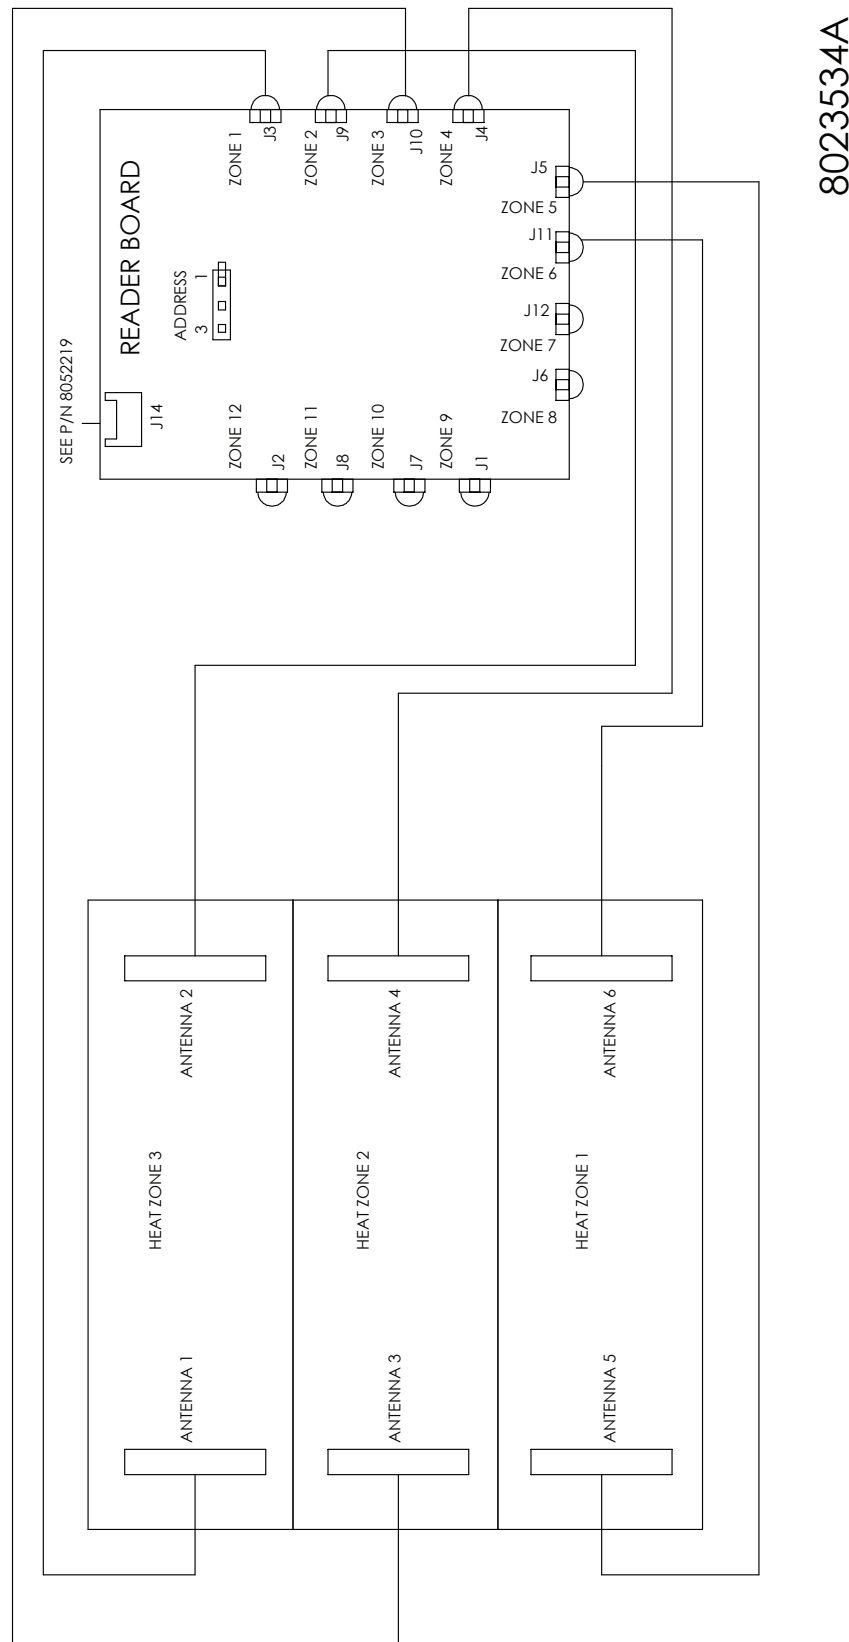 8023534A
SEE P/N 8052219
J14
READER BOARD
ADDRESS
3 1
ZONE 1
J3
ZONE 2
J9
ZONE 3
J10
ZONE 4
J4
J5
ZONE 5
J11
ZONE 6
J12
ZONE 7
J6
ZONE 8
ZONE 12
J2
ZONE 11
J8
ZONE 10
J7
ZONE 9
J1
ANTENNA 1
HEAT ZONE 3
ANTENNA 2
ANTENNA 3
HEAT ZONE 2
ANTENNA 4
ANTENNA 5
HEAT ZONE 1
ANTENNA 6